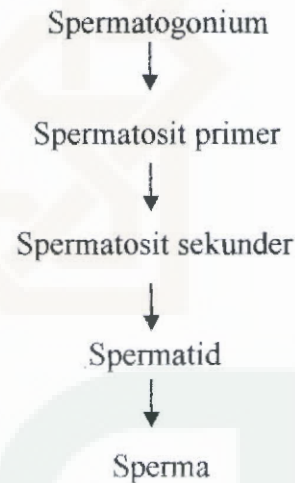 Spermatogonium
Spermatosit primer
Spermatosit sekunder
Spermatid
Sperma